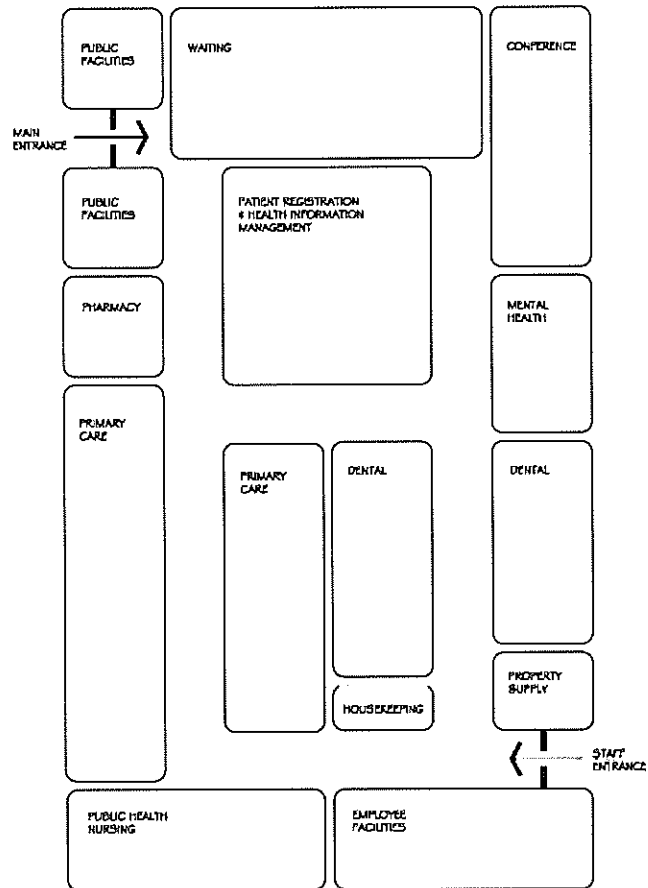 PUBLIC
FACILITIES
WAITING
CONFERENCE
MAIN
ENTRANCE
PUBLIC
FACILITIES
PATIENT REGISTRATION
& HEALTH INFORMATION
MANAGEMENT
PHARMACY
MENTAL
HEALTH
PRIMARY
CARE
PRIMARY
CARE
DENTAL
DENTAL
PROPERTY
SUPPLY
HOUSEKEEPING
STAFF
ENTRANCE
PUBLIC HEALTH
NURSING
EMPLOYEE
FACILITIES